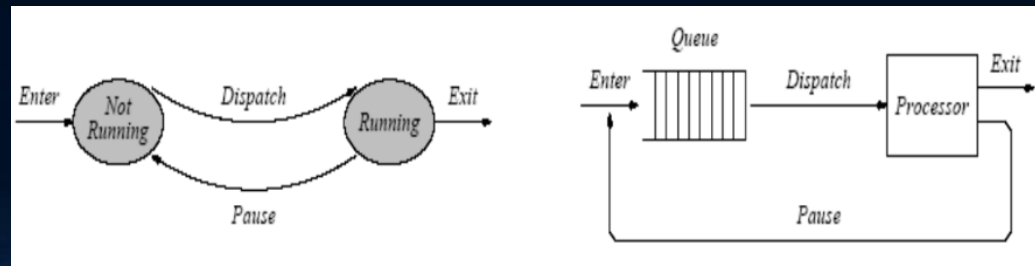 Enter
Not
Running
Dispatch
Running
Exit
Pause
Queue
Enter
Dispatch
Processor
Exit
Pause